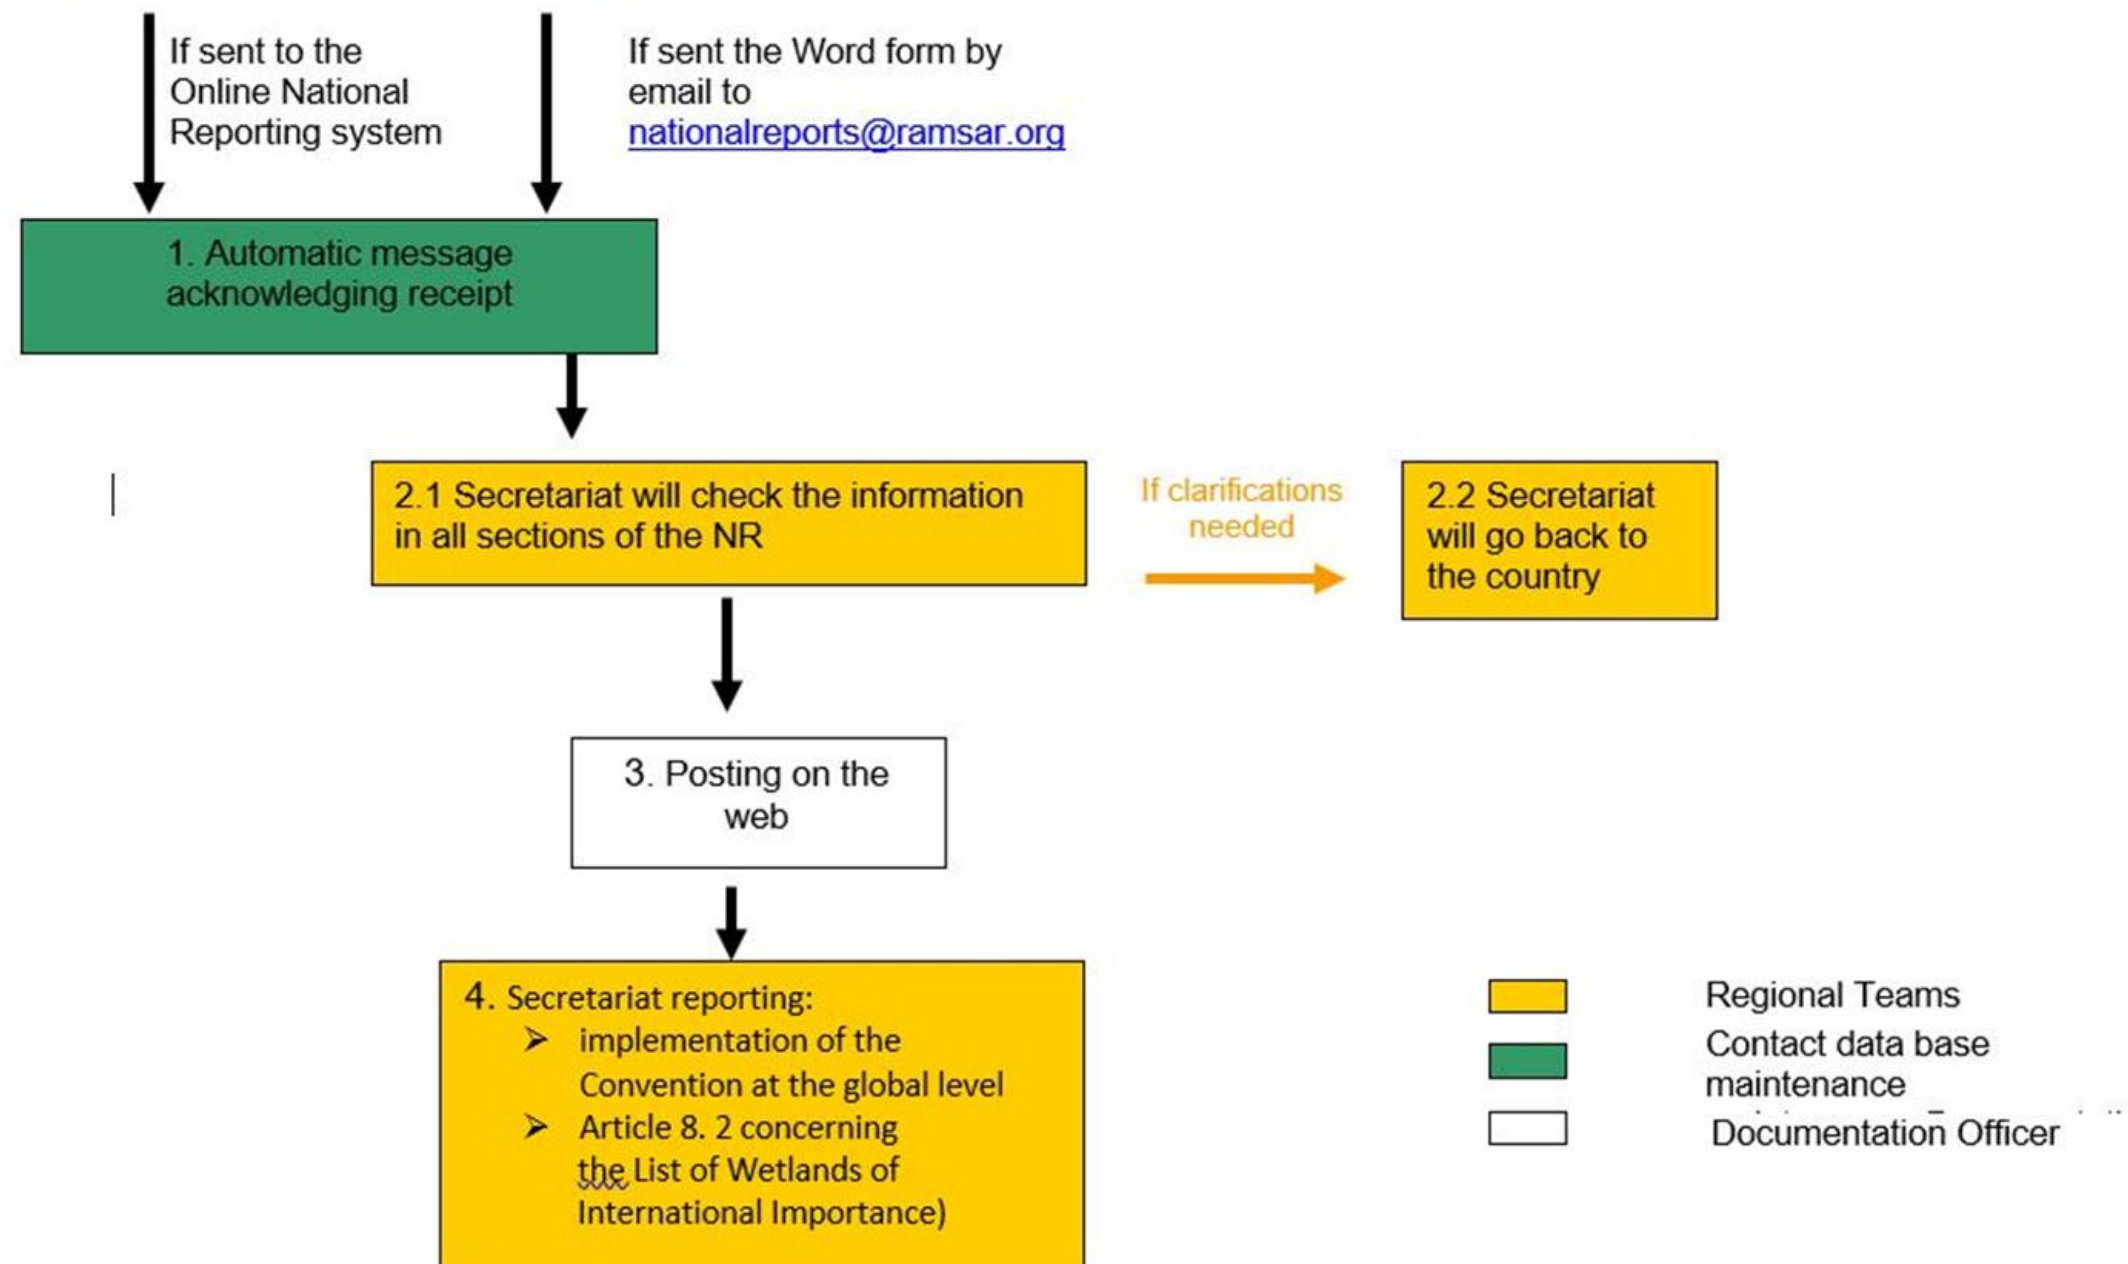 If sent to the
Online National
Reporting system
If sent the Word form by
email to
nationalreports@ramsar.org
1. Automatic message
acknowledging receipt
2.1 Secretariat will check the information
in all sections of the NR
If clarifications
needed
2.2 Secretariat
will go back to
the country
3. Posting on the
web
4. Secretariat reporting:
➢ implementation of the
Convention at the global level
➢ Article 8. 2 concerning
the List of Wetlands of
International Importance)
Regional Teams
Contact data base
maintenance
Documentation Officer